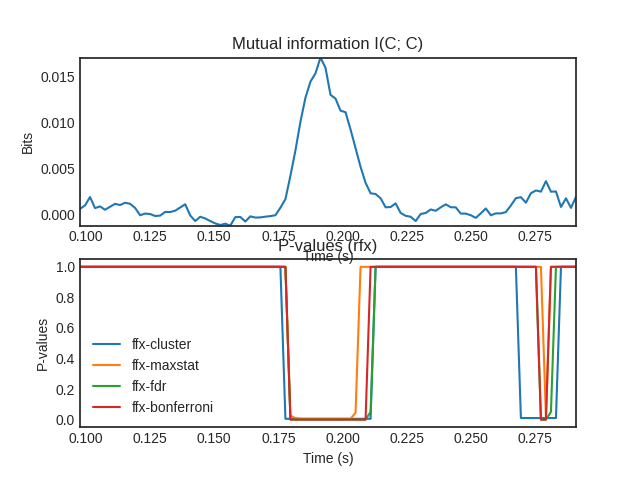 Mutual information I(C; C)
0.015
0.010
0.005
0.000
Bits
0.100 0.125 0.150 0.175 0.200 0.225 0.250 0.275
Time (s)
P-values (rfx)
1.0
0.8
0.6
0.4
0.2
0.0
P-values
ffx-cluster
ffx-maxstat
ffx-fdr
ffx-bonferroni
0.100 0.125 0.150 0.175 0.200 0.225 0.250 0.275
Time (s)